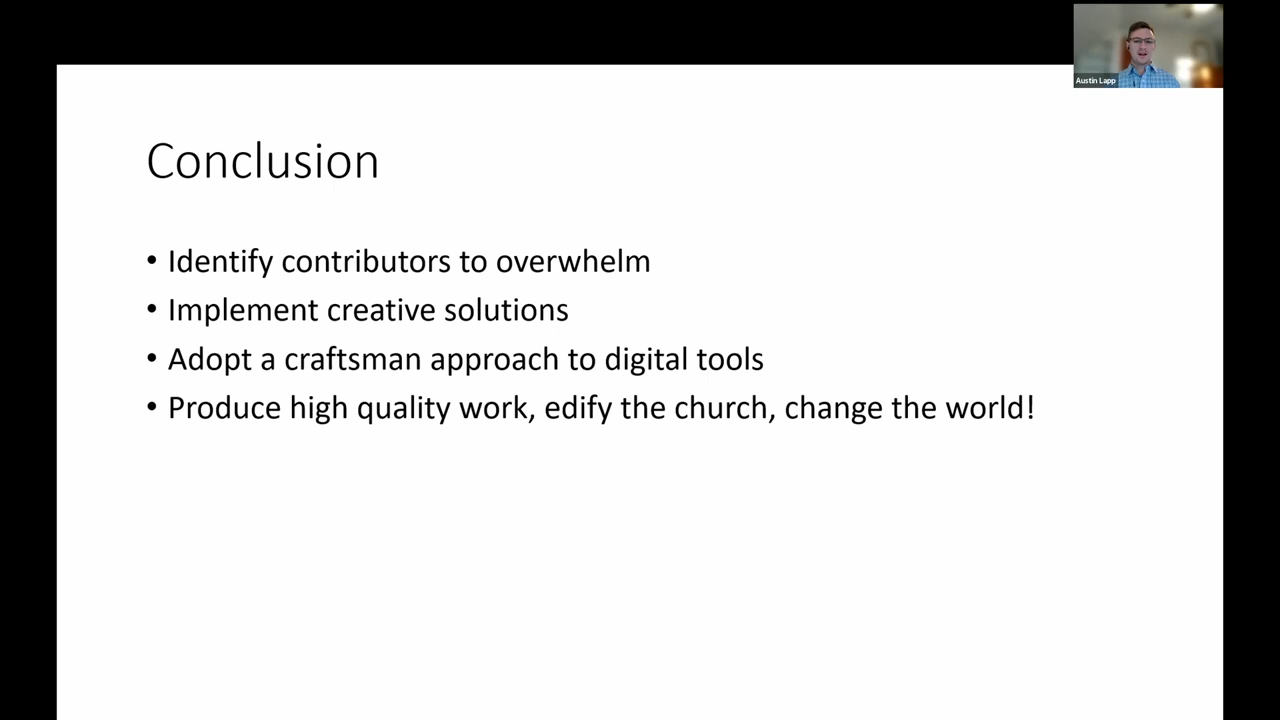 Austin Lapp
Conclusion
• Identify contributors to overwhelm
• Implement creative solutions
• Adopt a craftsman approach to digital tools
• Produce high quality work, edify the church, change the world!